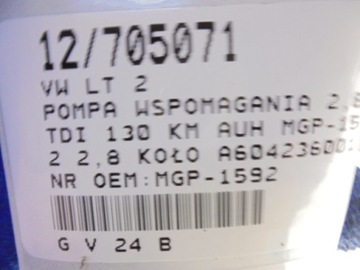 12/705071
VW LT 2
POMPA WSPOMAGANIA 2,8
TDI 130 KM AUH MGP-15
2 2,8 KOŁO A60423600:
NR OEM:MGP-1592
G V 24 B